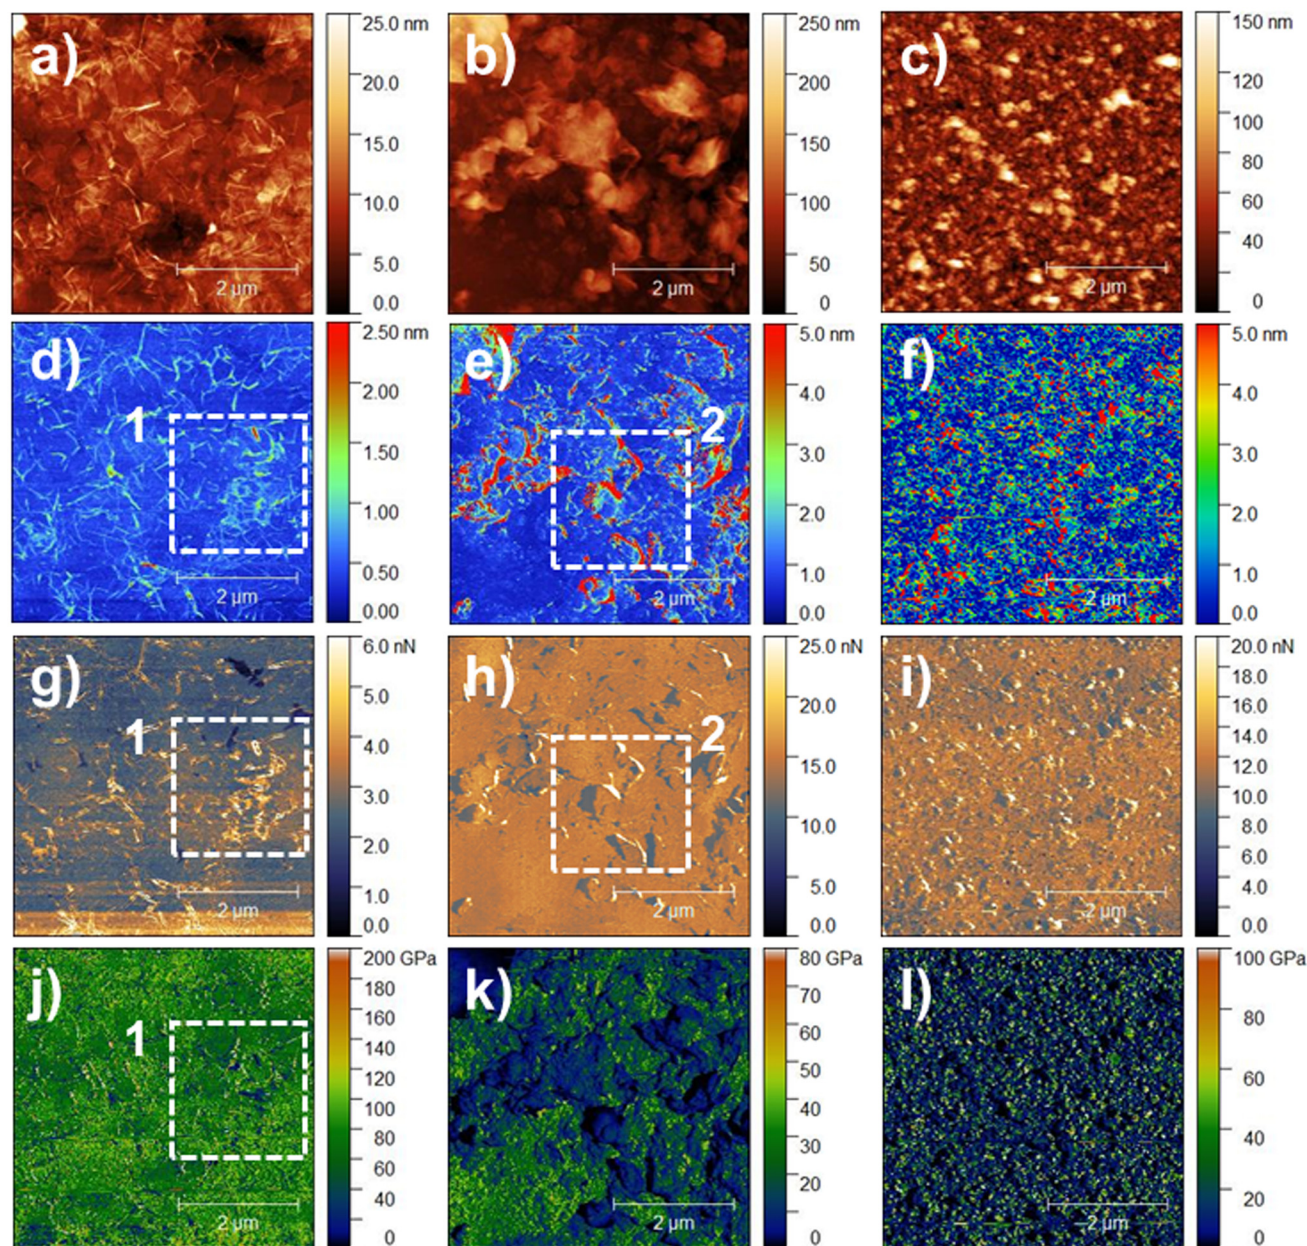 a)
25.0 nm
20.0
15.0
10.0
5.0
0.0
2 µm
b)
250 nm
200
150
100
50
0
2 µm
c)
150 nm
120
100
80
60
40
0
2 µm
d)
1
2.50 nm
2.00
1.50
1.00
0.50
0.00
2 µm
e)
2
5.0 nm
4.0
3.0
2.0
1.0
0.0
2 µm
f)
5.0 nm
4.0
3.0
2.0
1.0
0.0
2 µm
g)
1
6.0 nN
5.0
4.0
3.0
2.0
1.0
0.0
2 µm
h)
2
25.0 nN
20.0
15.0
10.0
5.0
0.0
2 µm
i)
20.0 nN
18.0
16.0
14.0
12.0
10.0
8.0
6.0
4.0
0.0
2 µm
j)
1
200 GPa
180
160
140
120
100
80
60
40
0
2 µm
k)
80 GPa
70
60
50
40
30
20
0
2 µm
l)
100 GPa
80
60
40
20
0
2 µm